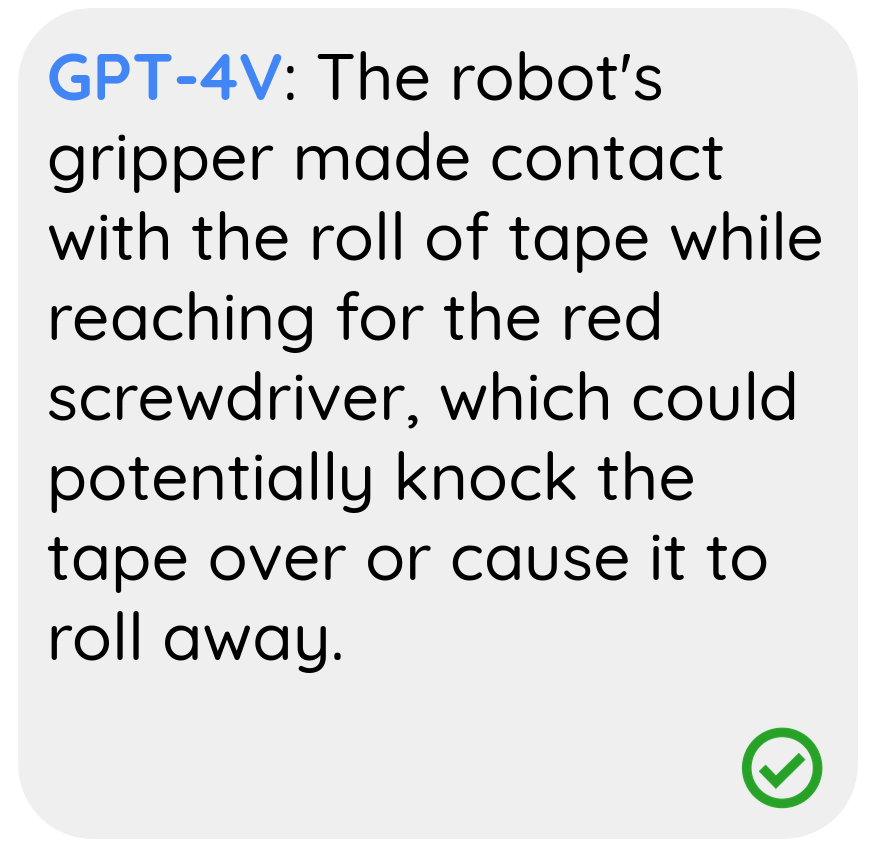 GPT-4V: The robot's
gripper made contact
with the roll of tape while
reaching for the red
screwdriver, which could
potentially knock the
tape over or cause it to
roll away.